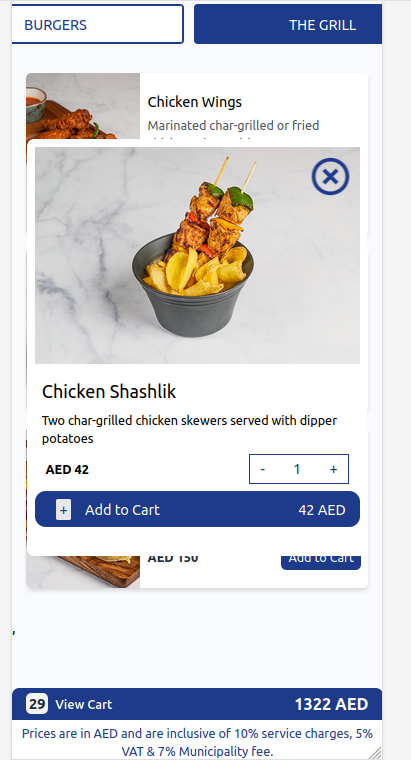 BURGERS
THE GRILL
Chicken Wings
Marinated char-grilled or fried
Chicken Shashlik
Two char-grilled chicken skewers served with dipper
potatoes
AED 42
- 1 +
+ Add to Cart 42 AED
AED 150
Add to Cart
,
29 View Cart 1322 AED
Prices are in AED and are inclusive of 10% service charges, 5%
VAT & 7% Municipality fee.